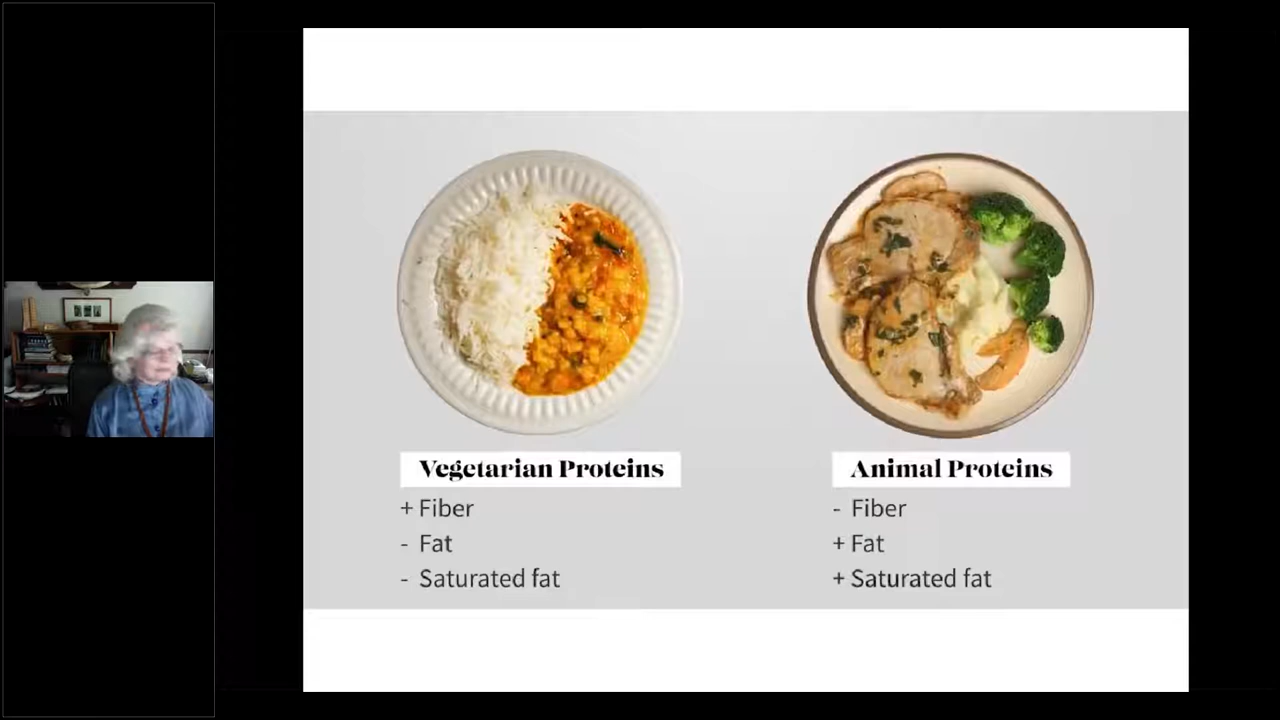 Vegetarian Proteins
+ Fiber
- Fat
- Saturated fat
Animal Proteins
- Fiber
+ Fat
+ Saturated fat